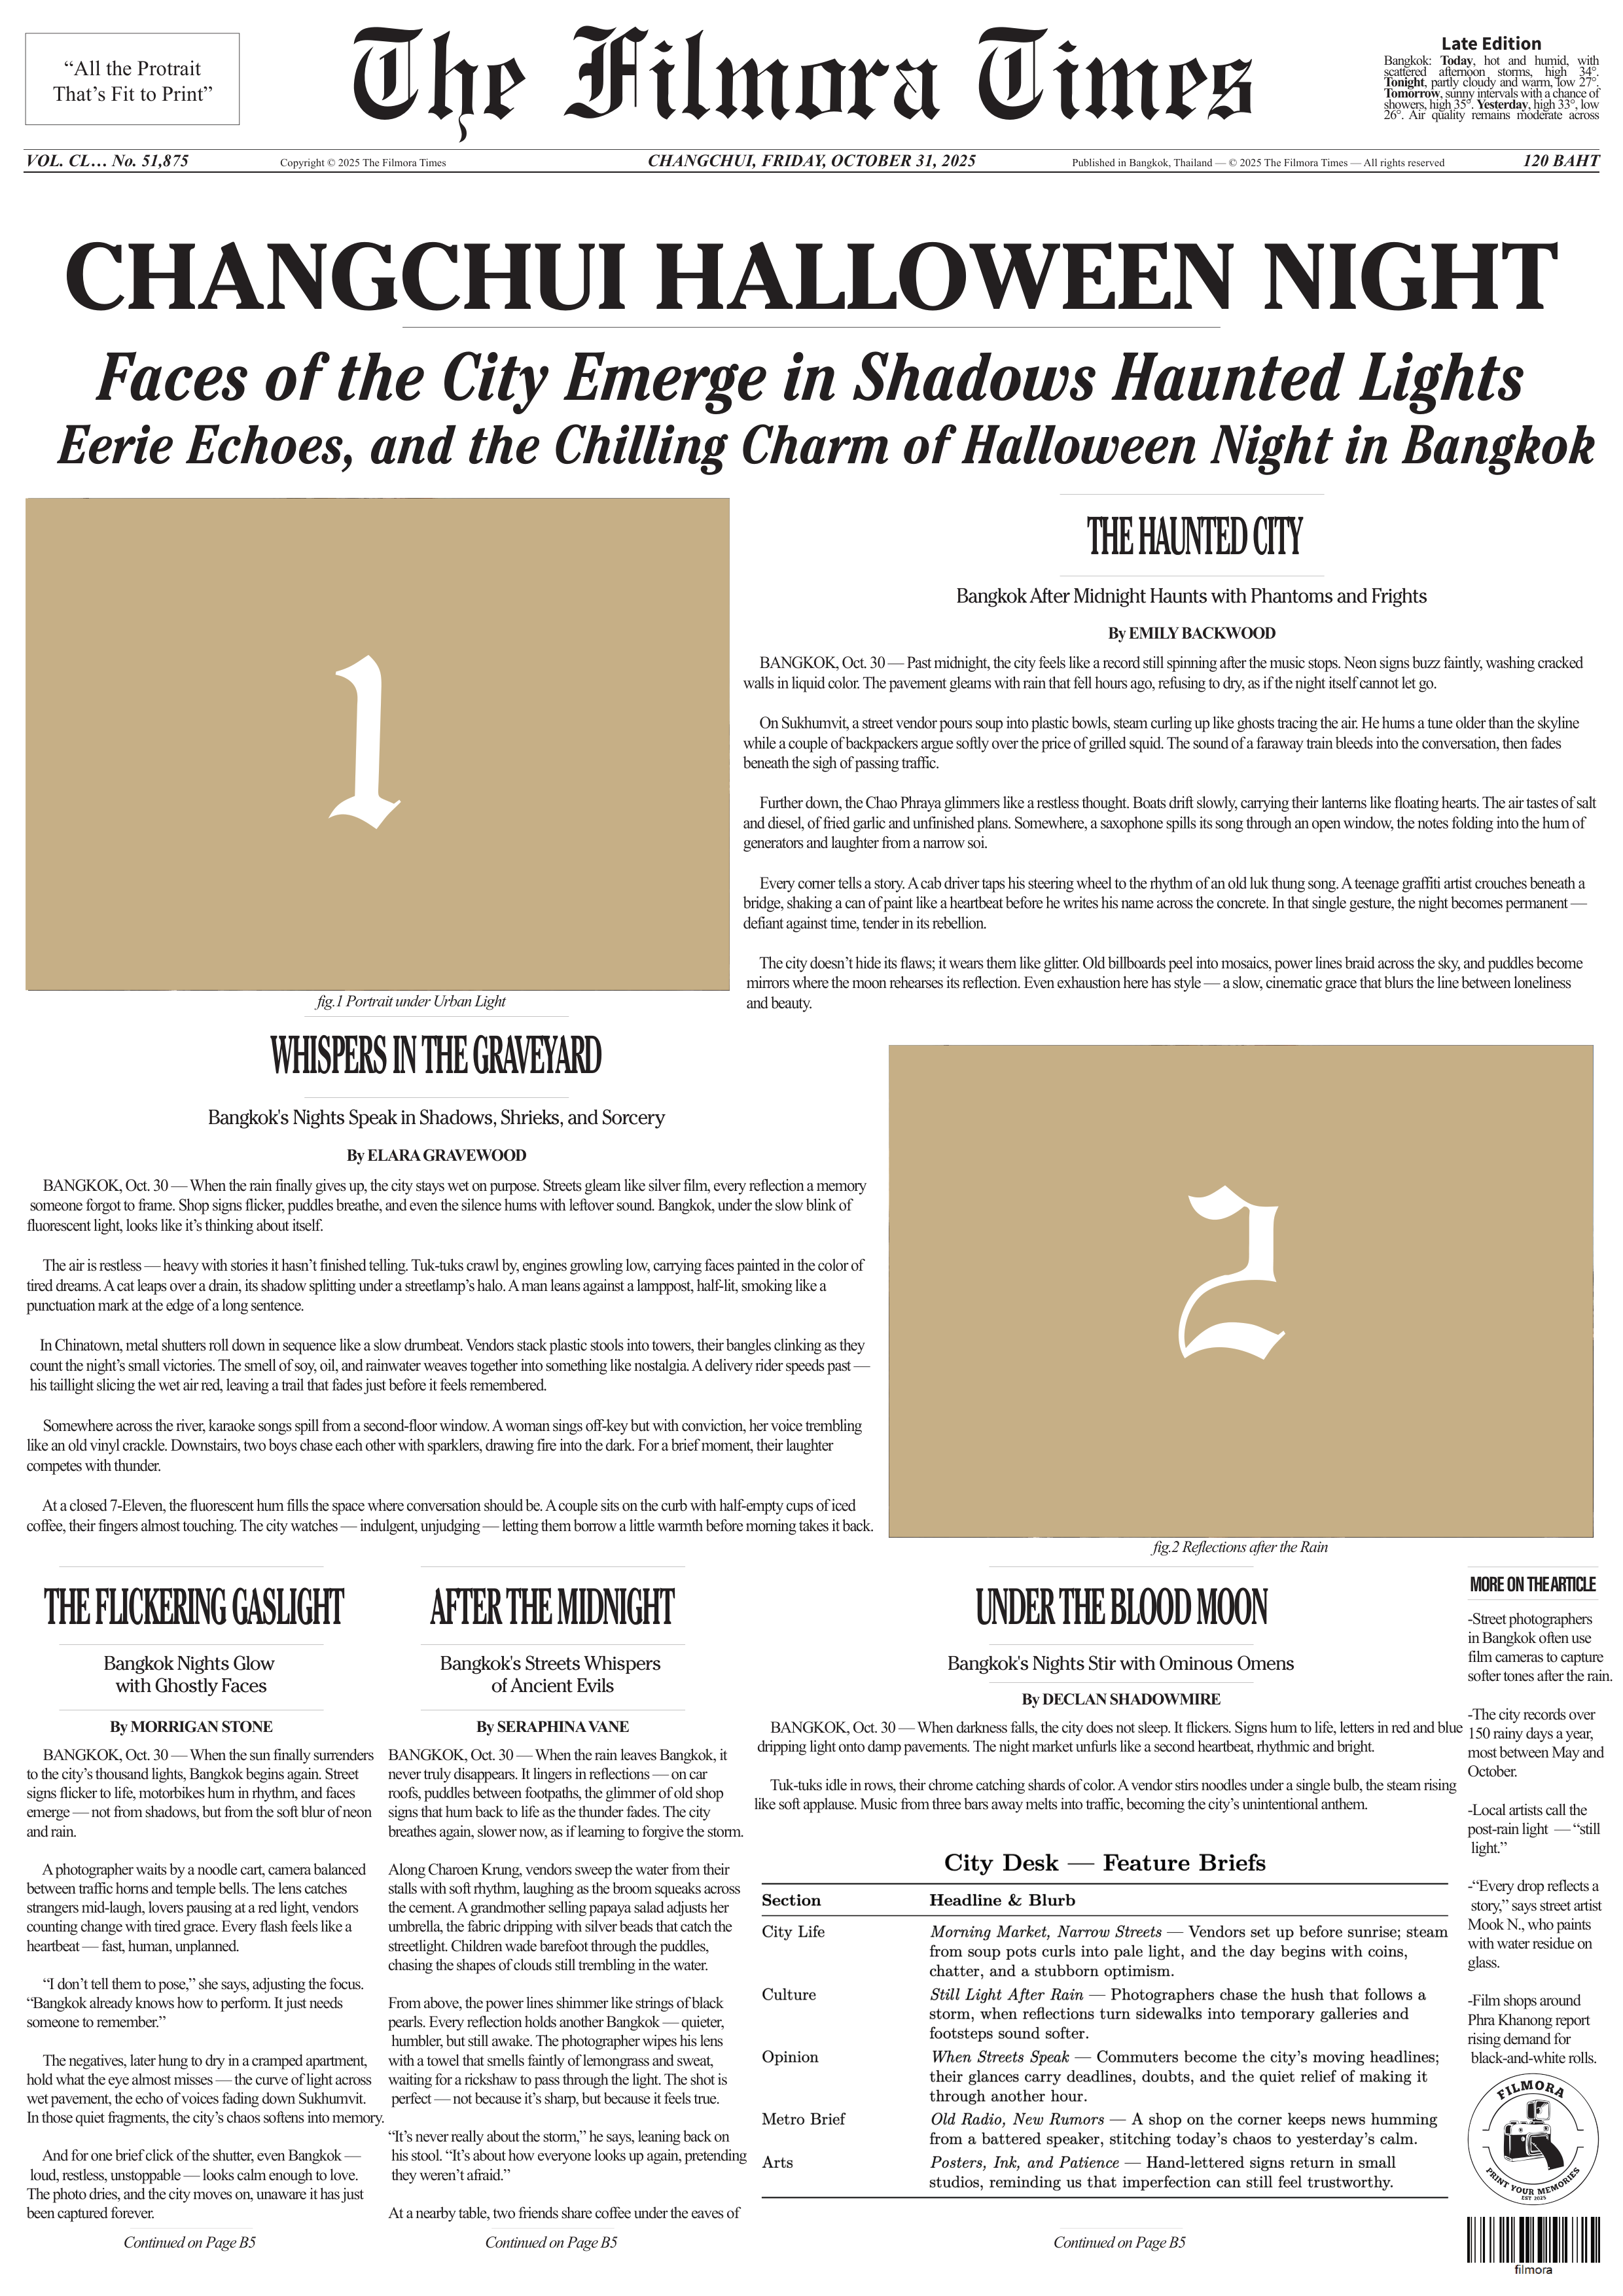 “All the Protrait
That’s Fit to Print”
The Filmora Times
Late Edition
Bangkok: Today, hot and humid, with
scattered afternoon storms, high 34°.
Tonight, partly cloudy and warm, low 27°.
Tomorrow, sunny intervals with a chance of
showers, high 35°. Yesterday, high 33°, low
26°. Air quality remains moderate across
VOL. CL... No. 51,875
Copyright © 2025 The Filmora Times
CHANGCHUI, FRIDAY, OCTOBER 31, 2025
Published in Bangkok, Thailand — © 2025 The Filmora Times — All rights reserved
120 BAHT
CHANGCHUI HALLOWEEN NIGHT
Faces of the City Emerge in Shadows Haunted Lights
Eerie Echoes, and the Chilling Charm of Halloween Night in Bangkok
1
fig.1 Portrait under Urban Light
THE HAUNTED CITY
Bangkok After Midnight Haunts with Phantoms and Frights
By EMILY BACKWOOD
BANGKOK, Oct. 30 — Past midnight, the city feels like a record still spinning after the music stops. Neon signs buzz faintly, washing cracked
walls in liquid color. The pavement gleams with rain that fell hours ago, refusing to dry, as if the night itself cannot let go.
On Sukhumvit, a street vendor pours soup into plastic bowls, steam curling up like ghosts tracing the air. He hums a tune older than the skyline
while a couple of backpackers argue softly over the price of grilled squid. The sound of a faraway train bleeds into the conversation, then fades
beneath the sigh of passing traffic.
Further down, the Chao Phraya glimmers like a restless thought. Boats drift slowly, carrying their lanterns like floating hearts. The air tastes of salt
and diesel, of fried garlic and unfinished plans. Somewhere, a saxophone spills its song through an open window, the notes folding into the hum of
generators and laughter from a narrow soi.
Every corner tells a story. A cab driver taps his steering wheel to the rhythm of an old luk thung song. A teenage graffiti artist crouches beneath a
bridge, shaking a can of paint like a heartbeat before he writes his name across the concrete. In that single gesture, the night becomes permanent —
defiant against time, tender in its rebellion.
The city doesn’t hide its flaws; it wears them like glitter. Old billboards peel into mosaics, power lines braid across the sky, and puddles become
mirrors where the moon rehearses its reflection. Even exhaustion here has style — a slow, cinematic grace that blurs the line between loneliness
and beauty.
WHISPERS IN THE GRAVEYARD
Bangkok's Nights Speak in Shadows, Shrieks, and Sorcery
By ELARA GRAVEWOOD
BANGKOK, Oct. 30 — When the rain finally gives up, the city stays wet on purpose. Streets gleam like silver film, every reflection a memory
someone forgot to frame. Shop signs flicker, puddles breathe, and even the silence hums with leftover sound. Bangkok, under the slow blink of
fluorescent light, looks like it’s thinking about itself.
The air is restless — heavy with stories it hasn’t finished telling. Tuk-tuks crawl by, engines growling low, carrying faces painted in the color of
tired dreams. A cat leaps over a drain, its shadow splitting under a streetlamp’s halo. A man leans against a lamppost, half-lit, smoking like a
punctuation mark at the edge of a long sentence.
In Chinatown, metal shutters roll down in sequence like a slow drumbeat. Vendors stack plastic stools into towers, their bangles clinking as they
count the night’s small victories. The smell of soy, oil, and rainwater weaves together into something like nostalgia. A delivery rider speeds past —
his taillight slicing the wet air red, leaving a trail that fades just before it feels remembered.
Somewhere across the river, karaoke songs spill from a second-floor window. A woman sings off-key but with conviction, her voice trembling
like an old vinyl crackle. Downstairs, two boys chase each other with sparklers, drawing fire into the dark. For a brief moment, their laughter
competes with thunder.
At a closed 7-Eleven, the fluorescent hum fills the space where conversation should be. A couple sits on the curb with half-empty cups of iced
coffee, their fingers almost touching. The city watches — indulgent, unjudging — letting them borrow a little warmth before morning takes it back.
2
fig.2 Reflections after the Rain
THE FLICKERING GASLIGHT
Bangkok Nights Glow
with Ghostly Faces
By MORRIGAN STONE
BANGKOK, Oct. 30 — When the sun finally surrenders
to the city’s thousand lights, Bangkok begins again. Street
signs flicker to life, motorbikes hum in rhythm, and faces
emerge — not from shadows, but from the soft blur of neon
and rain.
A photographer waits by a noodle cart, camera balanced
between traffic horns and temple bells. The lens catches
strangers mid-laugh, lovers pausing at a red light, vendors
counting change with tired grace. Every flash feels like a
heartbeat — fast, human, unplanned.
“I don’t tell them to pose,” she says, adjusting the focus.
“Bangkok already knows how to perform. It just needs
someone to remember.”
The negatives, later hung to dry in a cramped apartment,
hold what the eye almost misses — the curve of light across
wet pavement, the echo of voices fading down Sukhumvit.
In those quiet fragments, the city’s chaos softens into memory.
And for one brief click of the shutter, even Bangkok —
loud, restless, unstoppable — looks calm enough to love.
The photo dries, and the city moves on, unaware it has just
been captured forever.
Continued on Page B5
AFTER THE MIDNIGHT
Bangkok's Streets Whispers
of Ancient Evils
By SERAPHINA VANE
BANGKOK, Oct. 30 — When the rain leaves Bangkok, it
never truly disappears. It lingers in reflections — on car
roofs, puddles between footpaths, the glimmer of old shop
signs that hum back to life as the thunder fades. The city
breathes again, slower now, as if learning to forgive the storm.
Along Charoen Krung, vendors sweep the water from their
stalls with soft rhythm, laughing as the broom squeaks across
the cement. A grandmother selling papaya salad adjusts her
umbrella, the fabric dripping with silver beads that catch the
streetlight. Children wade barefoot through the puddles,
chasing the shapes of clouds still trembling in the water.
From above, the power lines shimmer like strings of black
pearls. Every reflection holds another Bangkok — quieter,
humbler, but still awake. The photographer wipes his lens
with a towel that smells faintly of lemongrass and sweat,
waiting for a rickshaw to pass through the light. The shot is
perfect — not because it’s sharp, but because it feels true.
“It’s never really about the storm,” he says, leaning back on
his stool. “It’s about how everyone looks up again, pretending
they weren’t afraid.”
At a nearby table, two friends share coffee under the eaves of
Continued on Page B5
UNDER THE BLOOD MOON
Bangkok's Nights Stir with Ominous Omens
By DECLAN SHADOWMIRE
BANGKOK, Oct. 30 — When darkness falls, the city does not sleep. It flickers. Signs hum to life, letters in red and blue
dripping light onto damp pavements. The night market unfurls like a second heartbeat, rhythmic and bright.
Tuk-tuks idle in rows, their chrome catching shards of color. A vendor stirs noodles under a single bulb, the steam rising
like soft applause. Music from three bars away melts into traffic, becoming the city’s unintentional anthem.
City Desk — Feature Briefs
Section Headline & Blurb
City Life Morning Market, Narrow Streets — Vendors set up before sunrise; steam
from soup pots curls into pale light, and the day begins with coins,
chatter, and a stubborn optimism.
Culture Still Light After Rain — Photographers chase the hush that follows a
storm, when reflections turn sidewalks into temporary galleries and
footsteps sound softer.
Opinion When Streets Speak — Commuters become the city’s moving headlines;
their glances carry deadlines, doubts, and the quiet relief of making it
through another hour.
Metro Brief Old Radio, New Rumors — A shop on the corner keeps news humming
from a battered speaker, stitching today’s chaos to yesterday’s calm.
Arts Posters, Ink, and Patience — Hand-lettered signs return in small
studios, reminding us that imperfection can still feel trustworthy.
Continued on Page B5
MORE ON THE ARTICLE
-Street photographers
in Bangkok often use
film cameras to capture
softer tones after the rain.
-The city records over
150 rainy days a year,
most between May and
October.
-Local artists call the
post-rain light — “still
light.”
-“Every drop reflects a
story,” says street artist
Mook N., who paints
with water residue on
glass.
-Film shops around
Phra Khanong report
rising demand for
black-and-white rolls.
FILMORA
PRINT YOUR MEMORIES
EST 2025
filmora